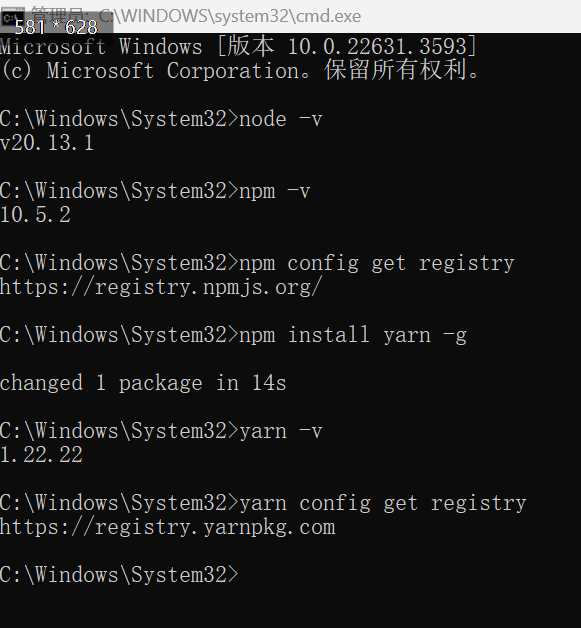 管理员: C:\WINDOWS\system32\cmd.exe
581 * 628
Microsoft Windows [版本 10.0.22631.3593]
(c) Microsoft Corporation。保留所有权利。
C:\Windows\System32>node -v
v20.13.1
C:\Windows\System32>npm -v
10.5.2
C:\Windows\System32>npm config get registry
https://registry.npmjs.org/
C:\Windows\System32>npm install yarn -g
changed 1 package in 14s
C:\Windows\System32>yarn -v
1.22.22
C:\Windows\System32>yarn config get registry
https://registry.yarnpkg.com
C:\Windows\System32>